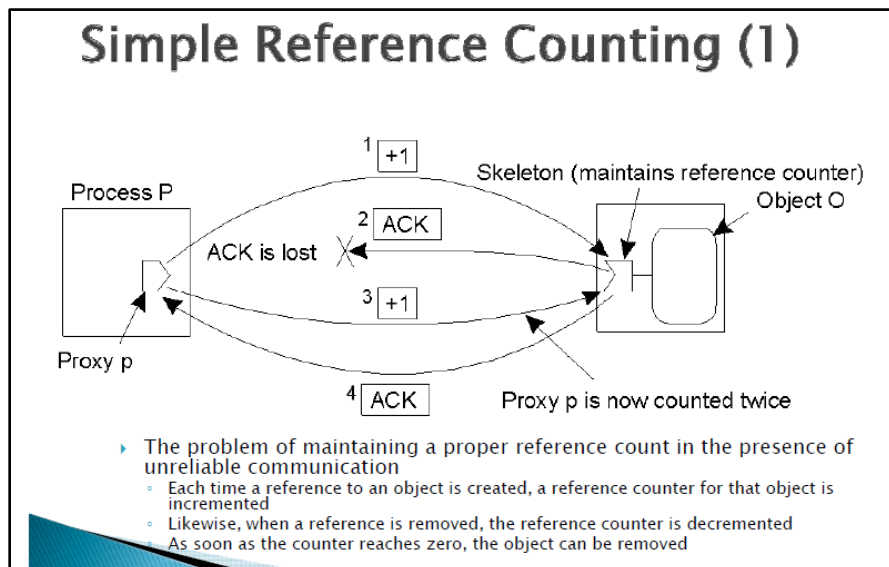 Simple Reference Counting (1)
1 +1
Skeleton (maintains reference counter)
Process P
Object O
2 ACK
ACK is lost
3 +1
Proxy p
4 ACK
Proxy p is now counted twice
The problem of maintaining a proper reference count in the presence of
unreliable communication
Each time a reference to an object is created, a reference counter for that object is
incremented
Likewise, when a reference is removed, the reference counter is decremented
As soon as the counter reaches zero, the object can be removed